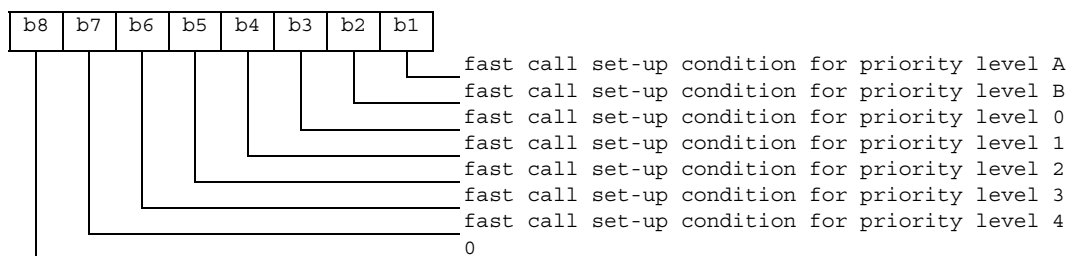 b8 b7 b6 b5 b4 b3 b2 b1
fast call set-up condition for priority level A
fast call set-up condition for priority level B
fast call set-up condition for priority level 0
fast call set-up condition for priority level 1
fast call set-up condition for priority level 2
fast call set-up condition for priority level 3
fast call set-up condition for priority level 4
0